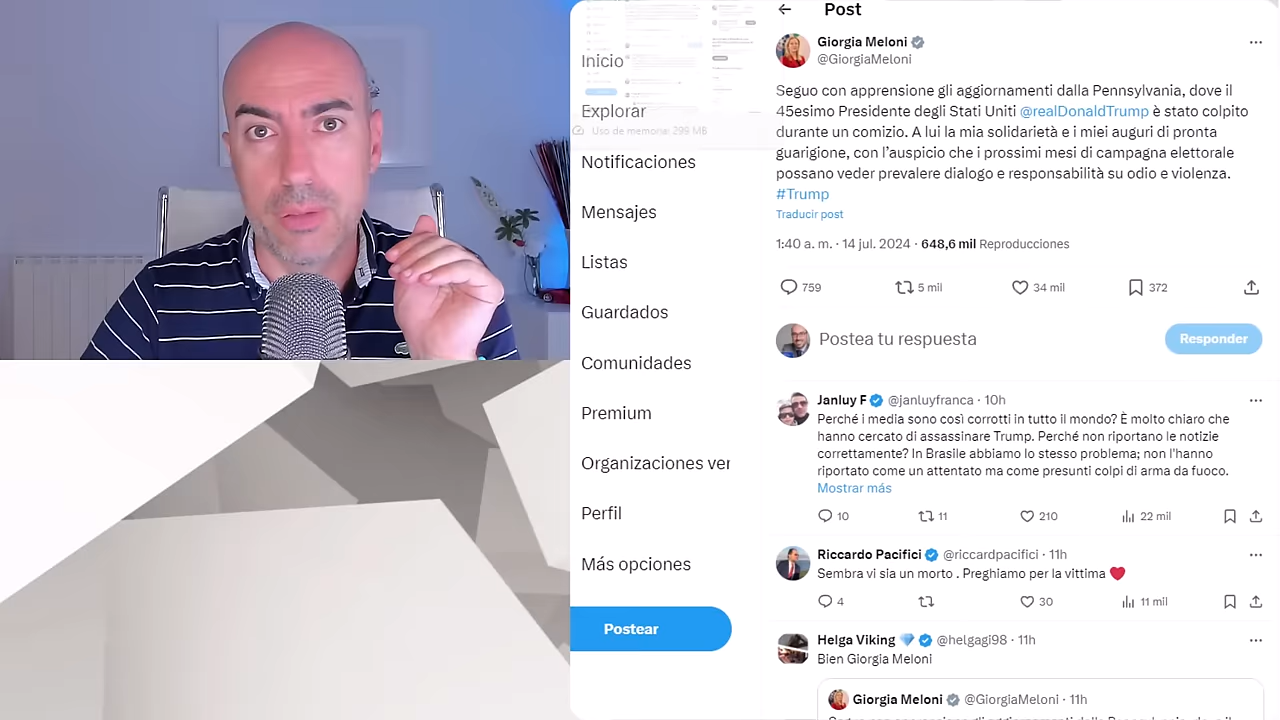 Inicio
Explorar
Uso de memoria: 299 MB
Notificaciones
Mensajes
Listas
Guardados
Comunidades
Premium
Organizaciones ver
Perfil
Más opciones
Postear
Post
Giorgia Meloni
@GiorgiaMeloni
Seguo con apprensione gli aggiornamenti dalla Pennsylvania, dove il
45esimo Presidente degli Stati Uniti @realDonaldTrump è stato colpito
durante un comizio. A lui la mia solidarietà e i miei auguri di pronta
guarigione, con l’auspicio che i prossimi mesi di campagna elettorale
possano veder prevalere dialogo e responsabilità su odio e violenza.
#Trump
Traducir post
1:40 a. m. · 14 jul. 2024 · 648,6 mil Reproducciones
759 5 mil 34 mil 372
Postea tu respuesta
Responder
Janluy F @janluyfranca · 10h
Perché i media sono così corrotti in tutto il mondo? È molto chiaro che
hanno cercato di assassinare Trump. Perché non riportano le notizie
correttamente? In Brasile abbiamo lo stesso problema; non l'hanno
riportato come un attentato ma come presunti colpi di arma da fuoco.
Mostrar más
10 11 210 22 mil
Riccardo Pacifici @riccardpacifici · 11h
Sembra vi sia un morto . Preghiamo per la vittima ❤️
4 30 11 mil
Helga Viking 💎 @helgagi98 · 11h
Bien Giorgia Meloni
Giorgia Meloni @GiorgiaMeloni · 11h